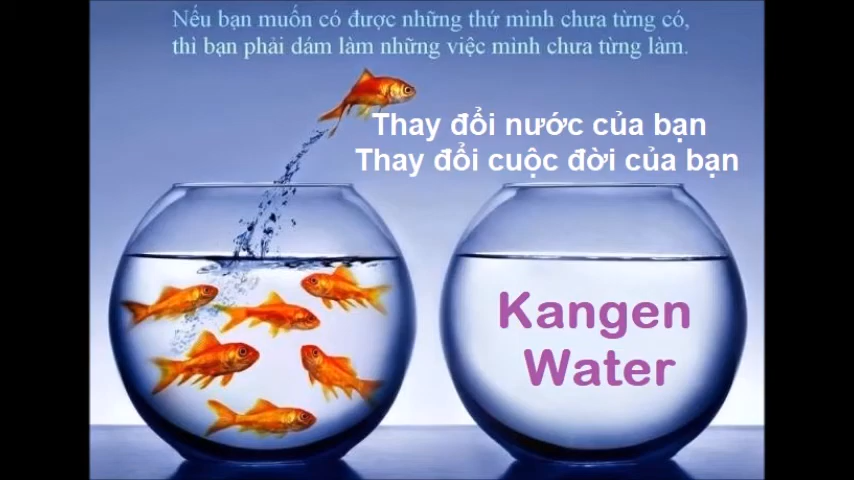 Nếu bạn muốn có được những thứ mình chưa từng có,
thì bạn phải dám làm những việc mình chưa từng làm.
Thay đổi nước của bạn
Thay đổi cuộc đời của bạn
Kangen
Water